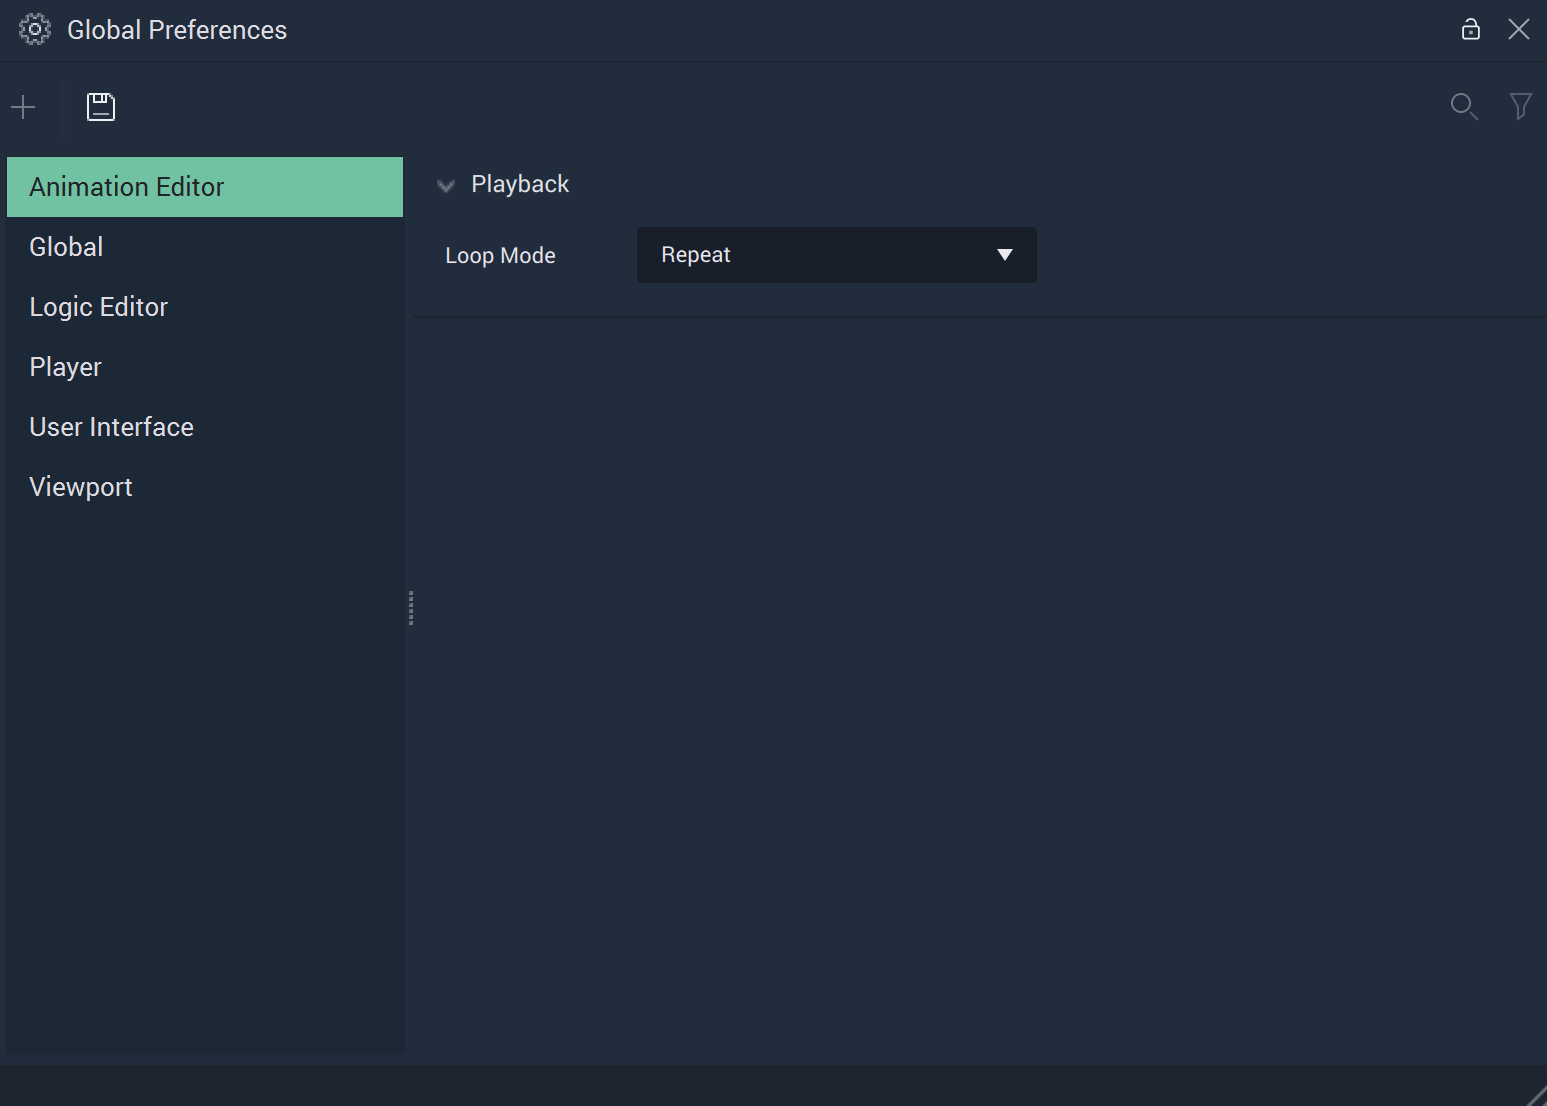 Global Preferences
Animation Editor
Global
Logic Editor
Player
User Interface
Viewport
Playback
Loop Mode
Repeat